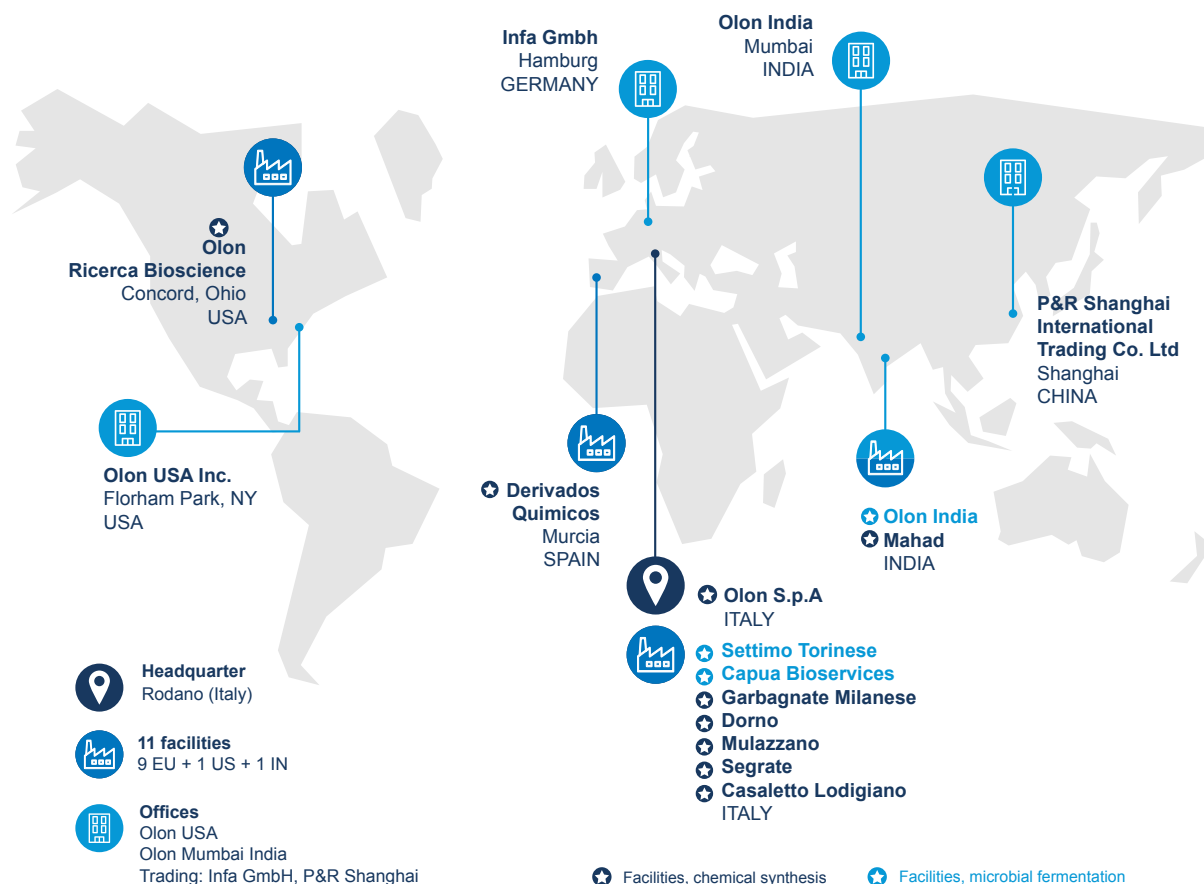 Infa Gmbh
Hamburg
GERMANY
Olon India
Mumbai
INDIA
Olon
Ricerca Bioscience
Concord, Ohio
USA
P&R Shanghai
International
Trading Co. Ltd
Shanghai
CHINA
Olon USA Inc.
Florham Park, NY
USA
Derivados
Quimicos
Murcia
SPAIN
Olon India
Mahad
INDIA
Olon S.p.A
ITALY
Settimo Torinese
Capua Bioservices
Garbagnate Milanese
Dorno
Mulazzano
Segrate
Casaletto Lodigiano
ITALY
Headquarter
Rodano (Italy)
11 facilities
9 EU + 1 US + 1 IN
Offices
Olon USA
Olon Mumbai India
Trading: Infa GmbH, P&R Shanghai
Facilities, chemical synthesis
Facilities, microbial fermentation